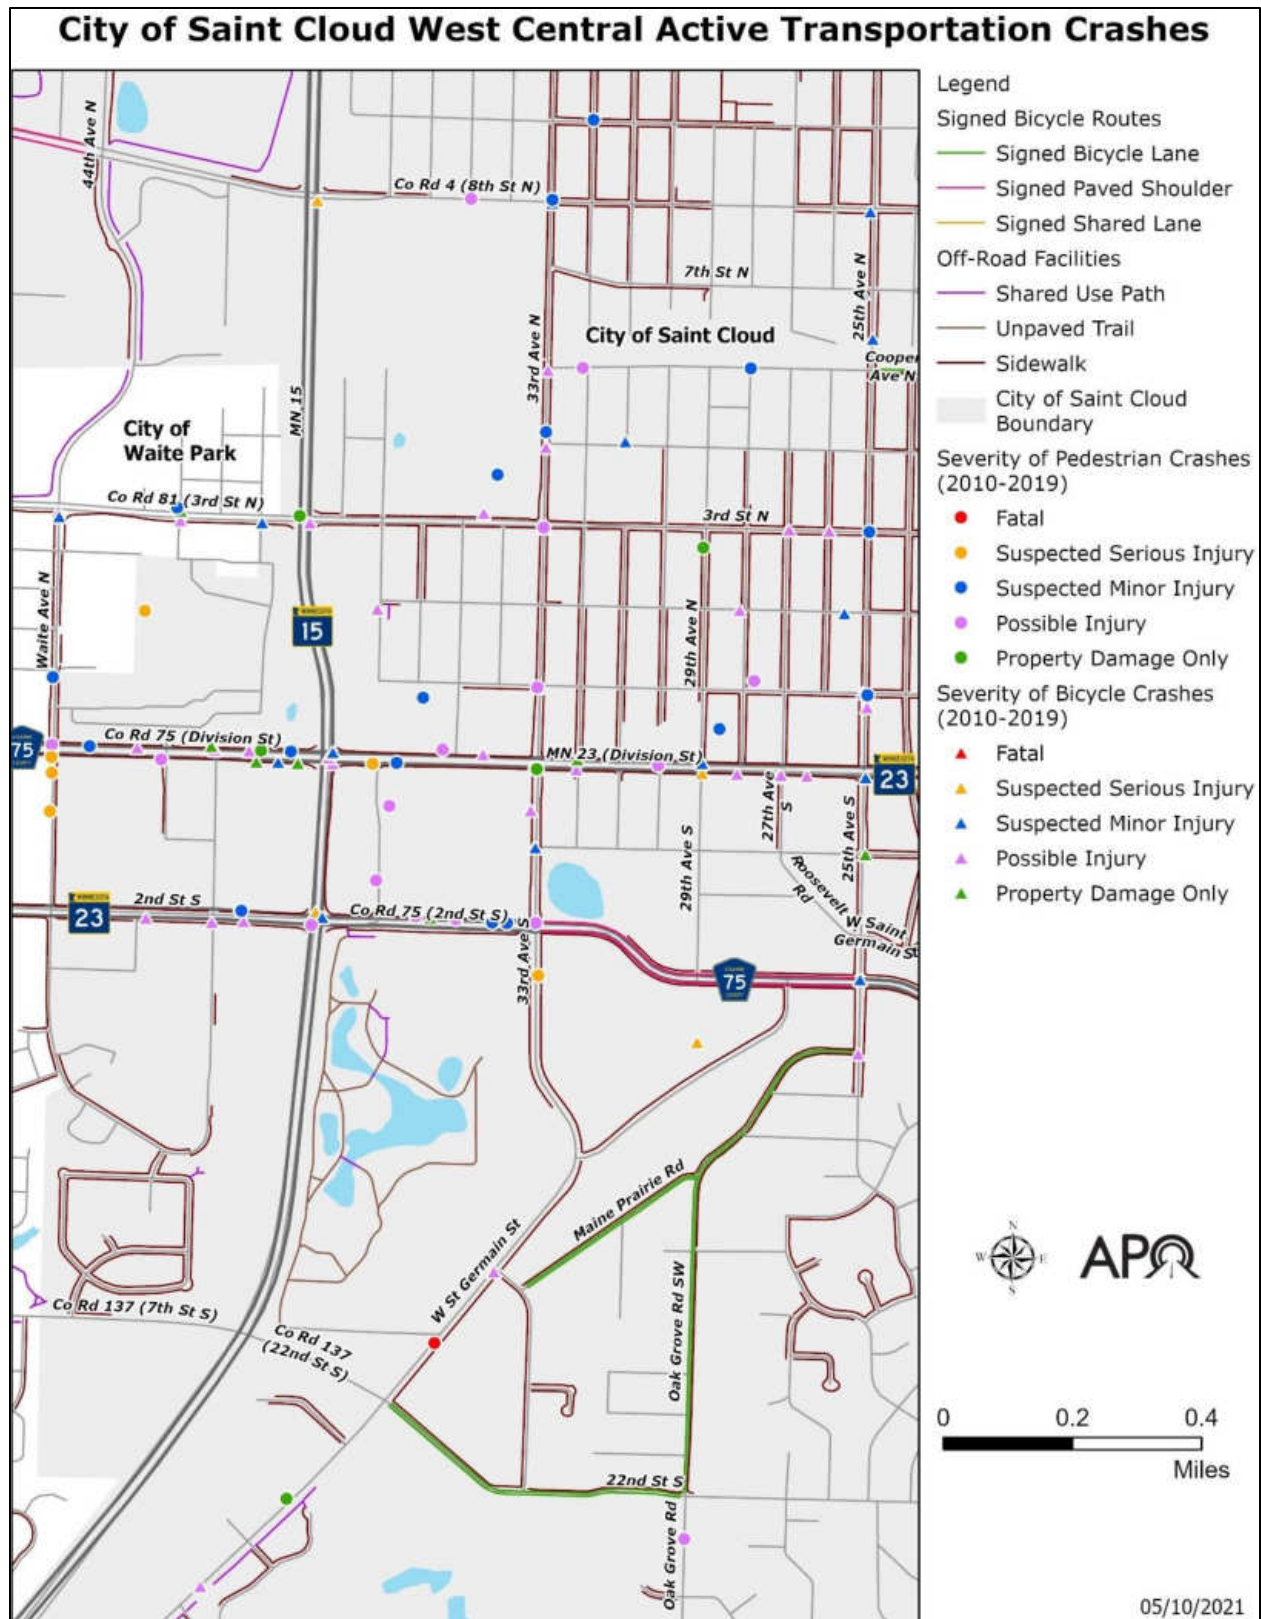 City of Saint Cloud West Central Active Transportation Crashes
Legend
Signed Bicycle Routes
Signed Bicycle Lane
Signed Paved Shoulder
Signed Shared Lane
Off-Road Facilities
Shared Use Path
Unpaved Trail
Sidewalk
City of Saint Cloud
Boundary
Severity of Pedestrian Crashes
(2010-2019)
Fatal
Suspected Serious Injury
Suspected Minor Injury
Possible Injury
Property Damage Only
Severity of Bicycle Crashes
(2010-2019)
Fatal
Suspected Serious Injury
Suspected Minor Injury
Possible Injury
Property Damage Only
44th Ave N
Co Rd 4 (8th St N)
7th St N
25th Ave N
33rd Ave N
City of Saint Cloud
Cooper
Ave N
MN 15
City of
Waite Park
Co Rd 81 (3rd St N)
3rd St N
Waite Ave N
15
29th Ave N
75
Co Rd 75 (Division St)
MN 23 (Division St)
23
27th Ave
S
25th Ave S
29th Ave S
Roosevelt
Rd
2nd St S
23
Co Rd 75 (2nd St S)
W Saint
Germain St
33rd Ave S
75
Maine Prairie Rd
W St Germain St
Oak Grove Rd SW
Co Rd 137 (7th St S)
Co Rd 137
(22nd St S)
22nd St S
Oak Grove Rd
N
W
E
S
APO
0
0.2
0.4
Miles
05/10/2021